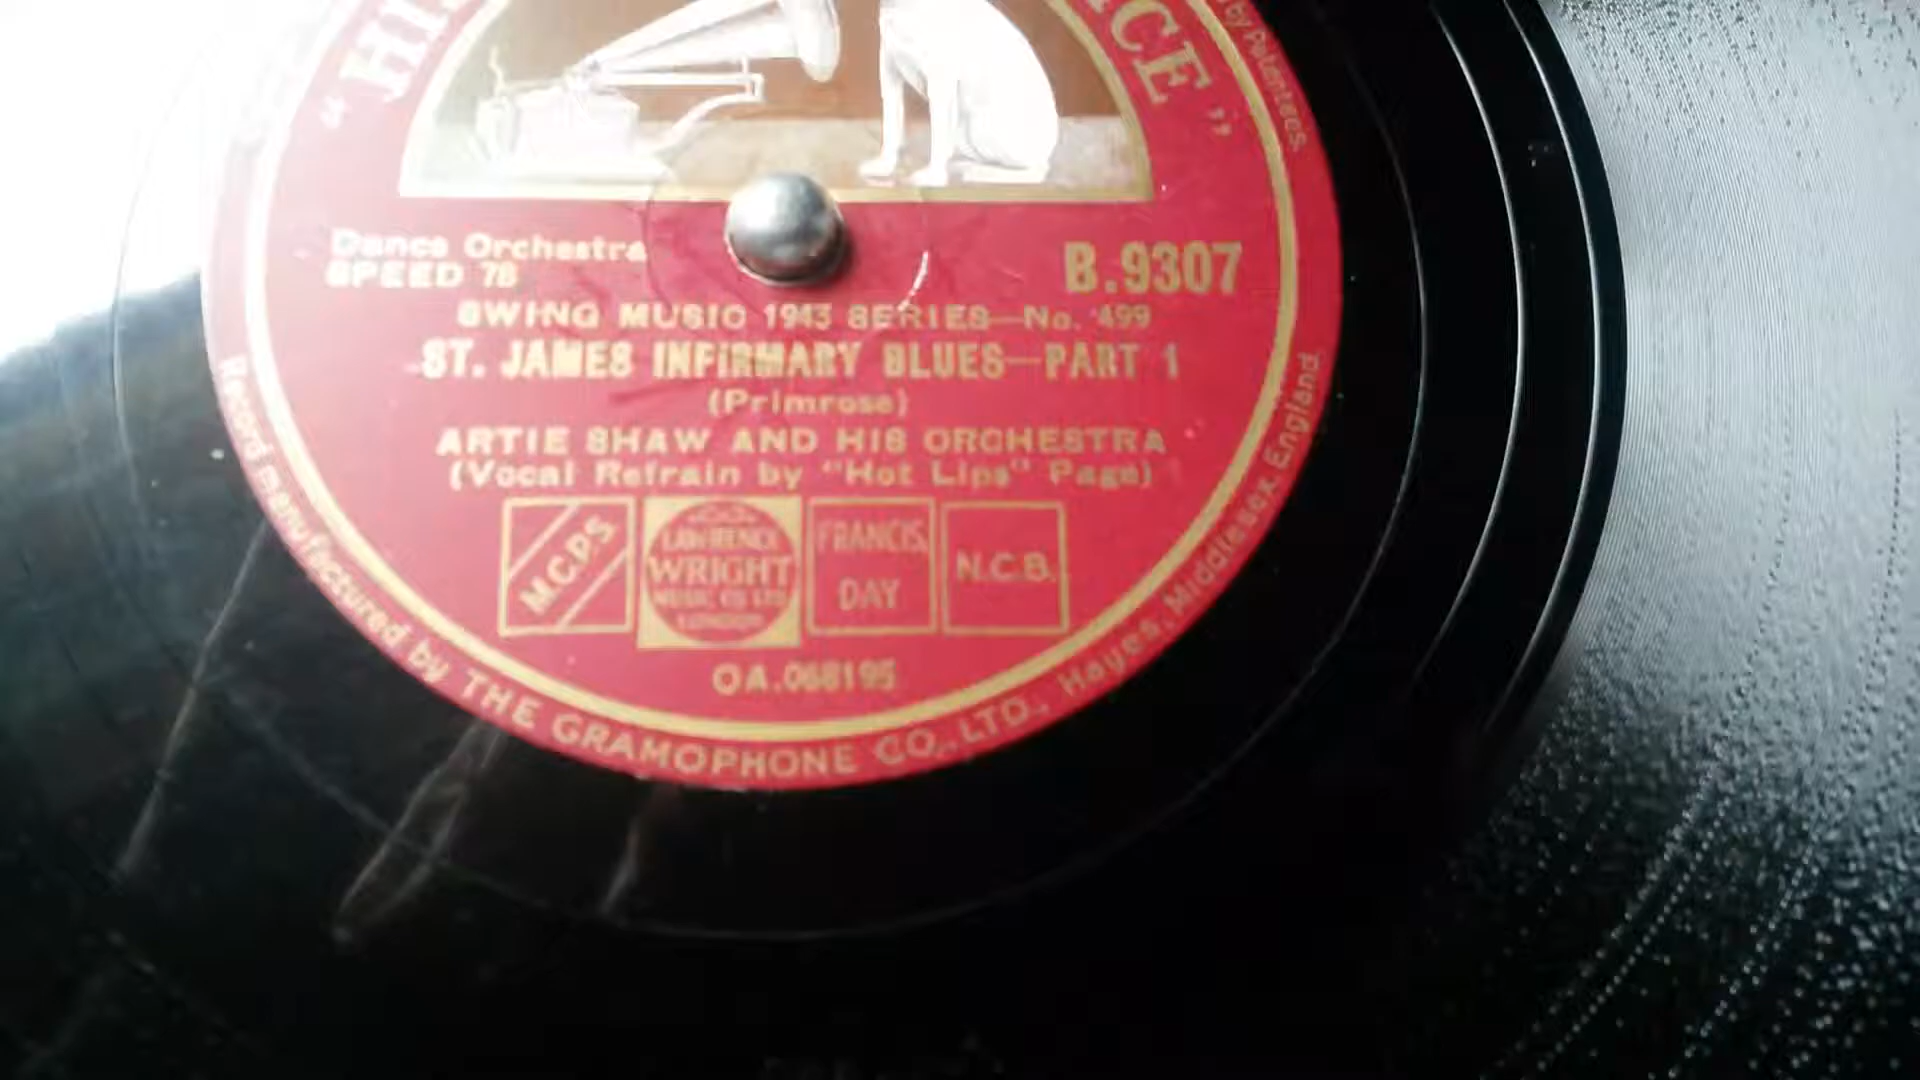 "HIS
ICE"
d by Patentees.
Dance Orchestra
SPEED 78
B.9307
SWING MUSIC 1943 SERIES—No. 499
ST. JAMES INFIRMARY BLUES—PART 1
(Primrose)
ARTIE SHAW AND HIS ORCHESTRA
(Vocal Refrain by "Hot Lips" Page)
M.C.P.S
LAWRENCE
WRIGHT
MUSIC CO LTD
LONDON
FRANCIS,
DAY
N.C.B.
OA.068195
Record manufactured by THE GRAMOPHONE CO., LTD., Hayes, Middlesex, England.